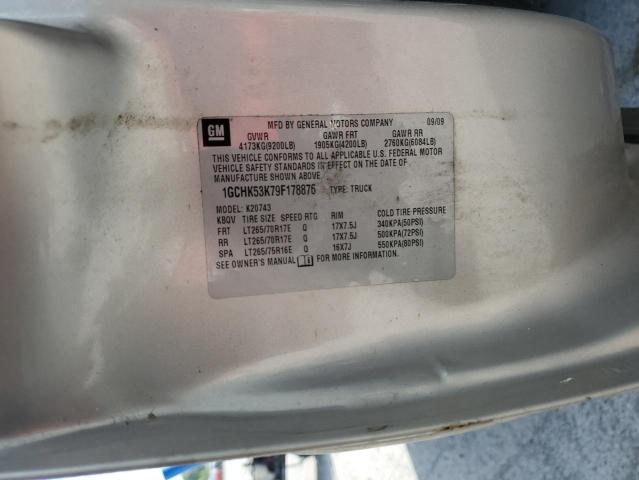 GM
MFD BY GENERAL MOTORS COMPANY 09/09
GVWR GAWR FRT GAWR RR
4173KG(9200LB) 1905KG(4200LB) 2760KG(6084LB)
THIS VEHICLE CONFORMS TO ALL APPLICABLE U.S. FEDERAL MOTOR
VEHICLE SAFETY STANDARDS IN EFFECT ON THE DATE OF
MANUFACTURE SHOWN ABOVE.
1GCHK53K79F178876 TYPE: TRUCK
MODEL: K20743
KBQV TIRE SIZE SPEED RTG RIM COLD TIRE PRESSURE
FRT LT265/70R17E Q 17X7.5J 340KPA(50PSI)
RR LT265/70R17E Q 17X7.5J 500KPA(72PSI)
SPA LT265/75R16E Q 16X7J 550KPA(80PSI)
SEE OWNER'S MANUAL FOR MORE INFORMATION.